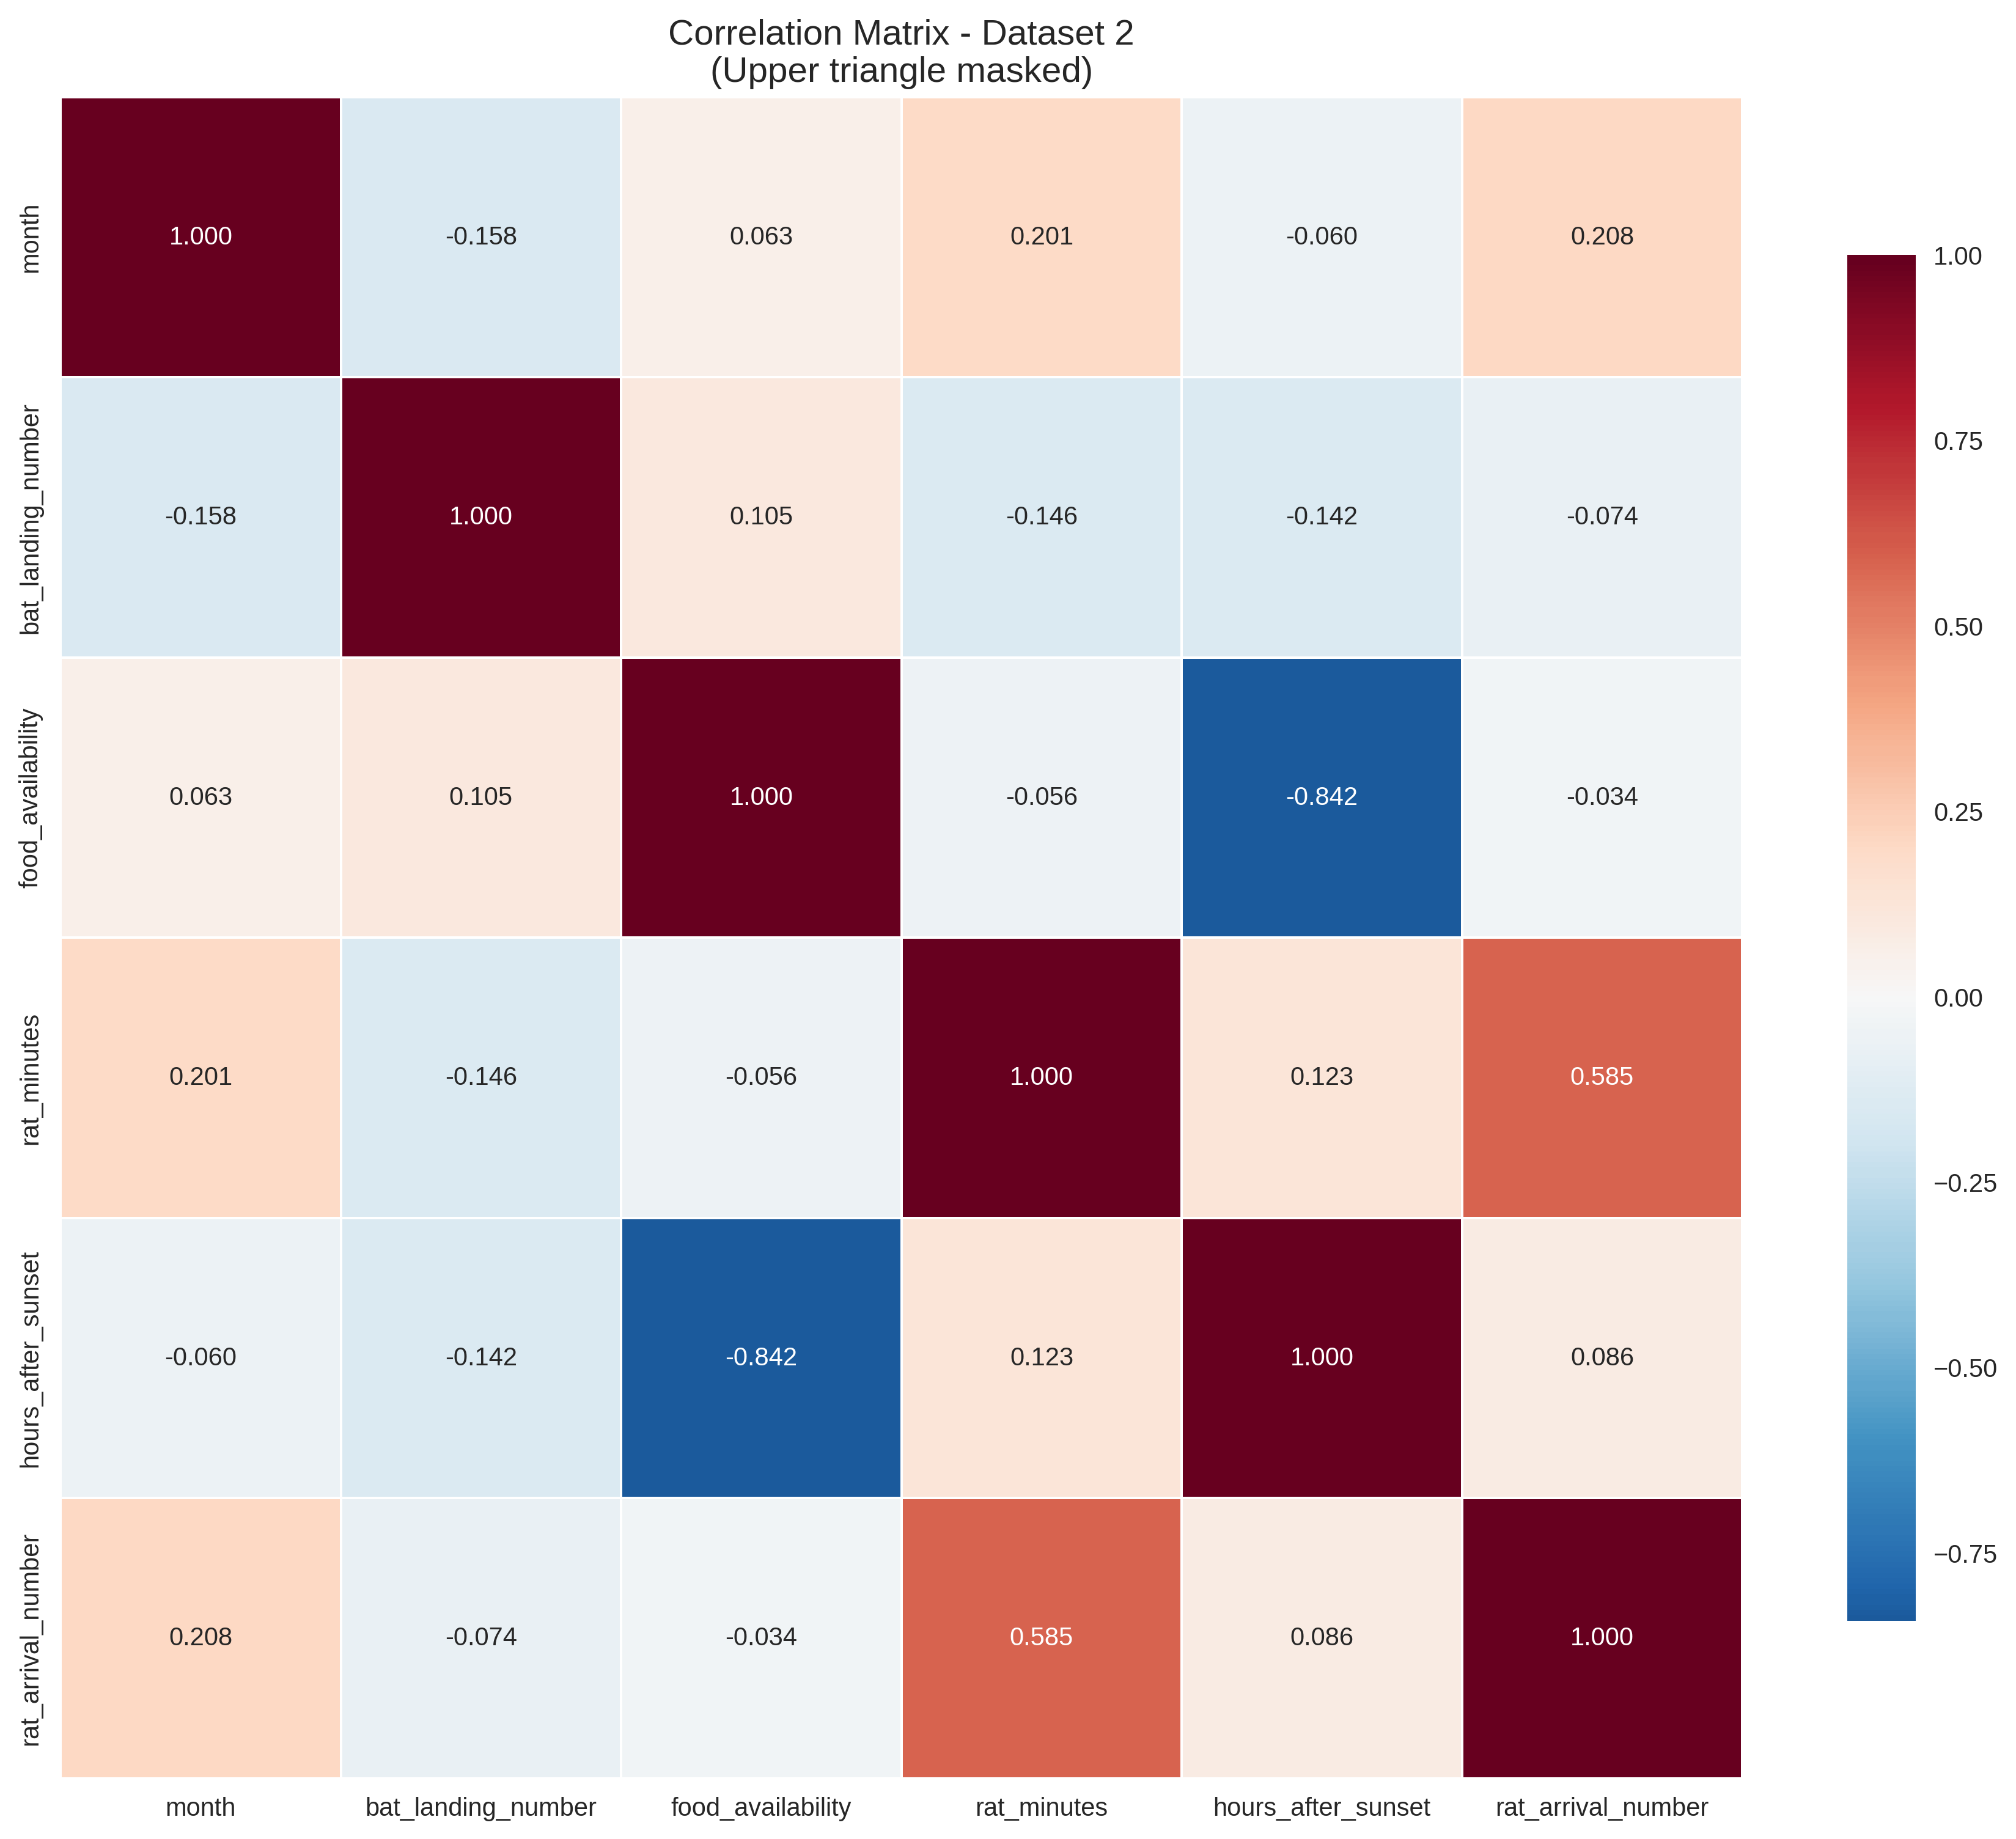 Correlation Matrix - Dataset 2
(Upper triangle masked)
month 1.000 -0.158 0.063 0.201 -0.060 0.208
bat_landing_number -0.158 1.000 0.105 -0.146 -0.142 -0.074
food_availability 0.063 0.105 1.000 -0.056 -0.842 -0.034
rat_minutes 0.201 -0.146 -0.056 1.000 0.123 0.585
hours_after_sunset -0.060 -0.142 -0.842 0.123 1.000 0.086
rat_arrival_number 0.208 -0.074 -0.034 0.585 0.086 1.000
month bat_landing_number food_availability rat_minutes hours_after_sunset rat_arrival_number
1.00
0.75
0.50
0.25
0.00
−0.25
−0.50
−0.75